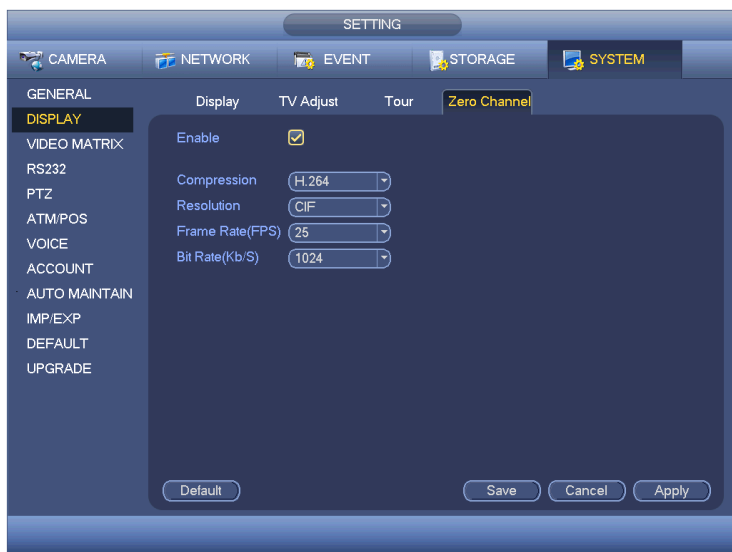 SETTING
CAMERA NETWORK EVENT STORAGE SYSTEM
GENERAL
DISPLAY
VIDEO MATRIX
RS232
PTZ
ATM/POS
VOICE
ACCOUNT
AUTO MAINTAIN
IMP/EXP
DEFAULT
UPGRADE
Display TV Adjust Tour Zero Channel
Enable
Compression H.264
Resolution CIF
Frame Rate(FPS) 25
Bit Rate(Kb/S) 1024
Default Save Cancel Apply